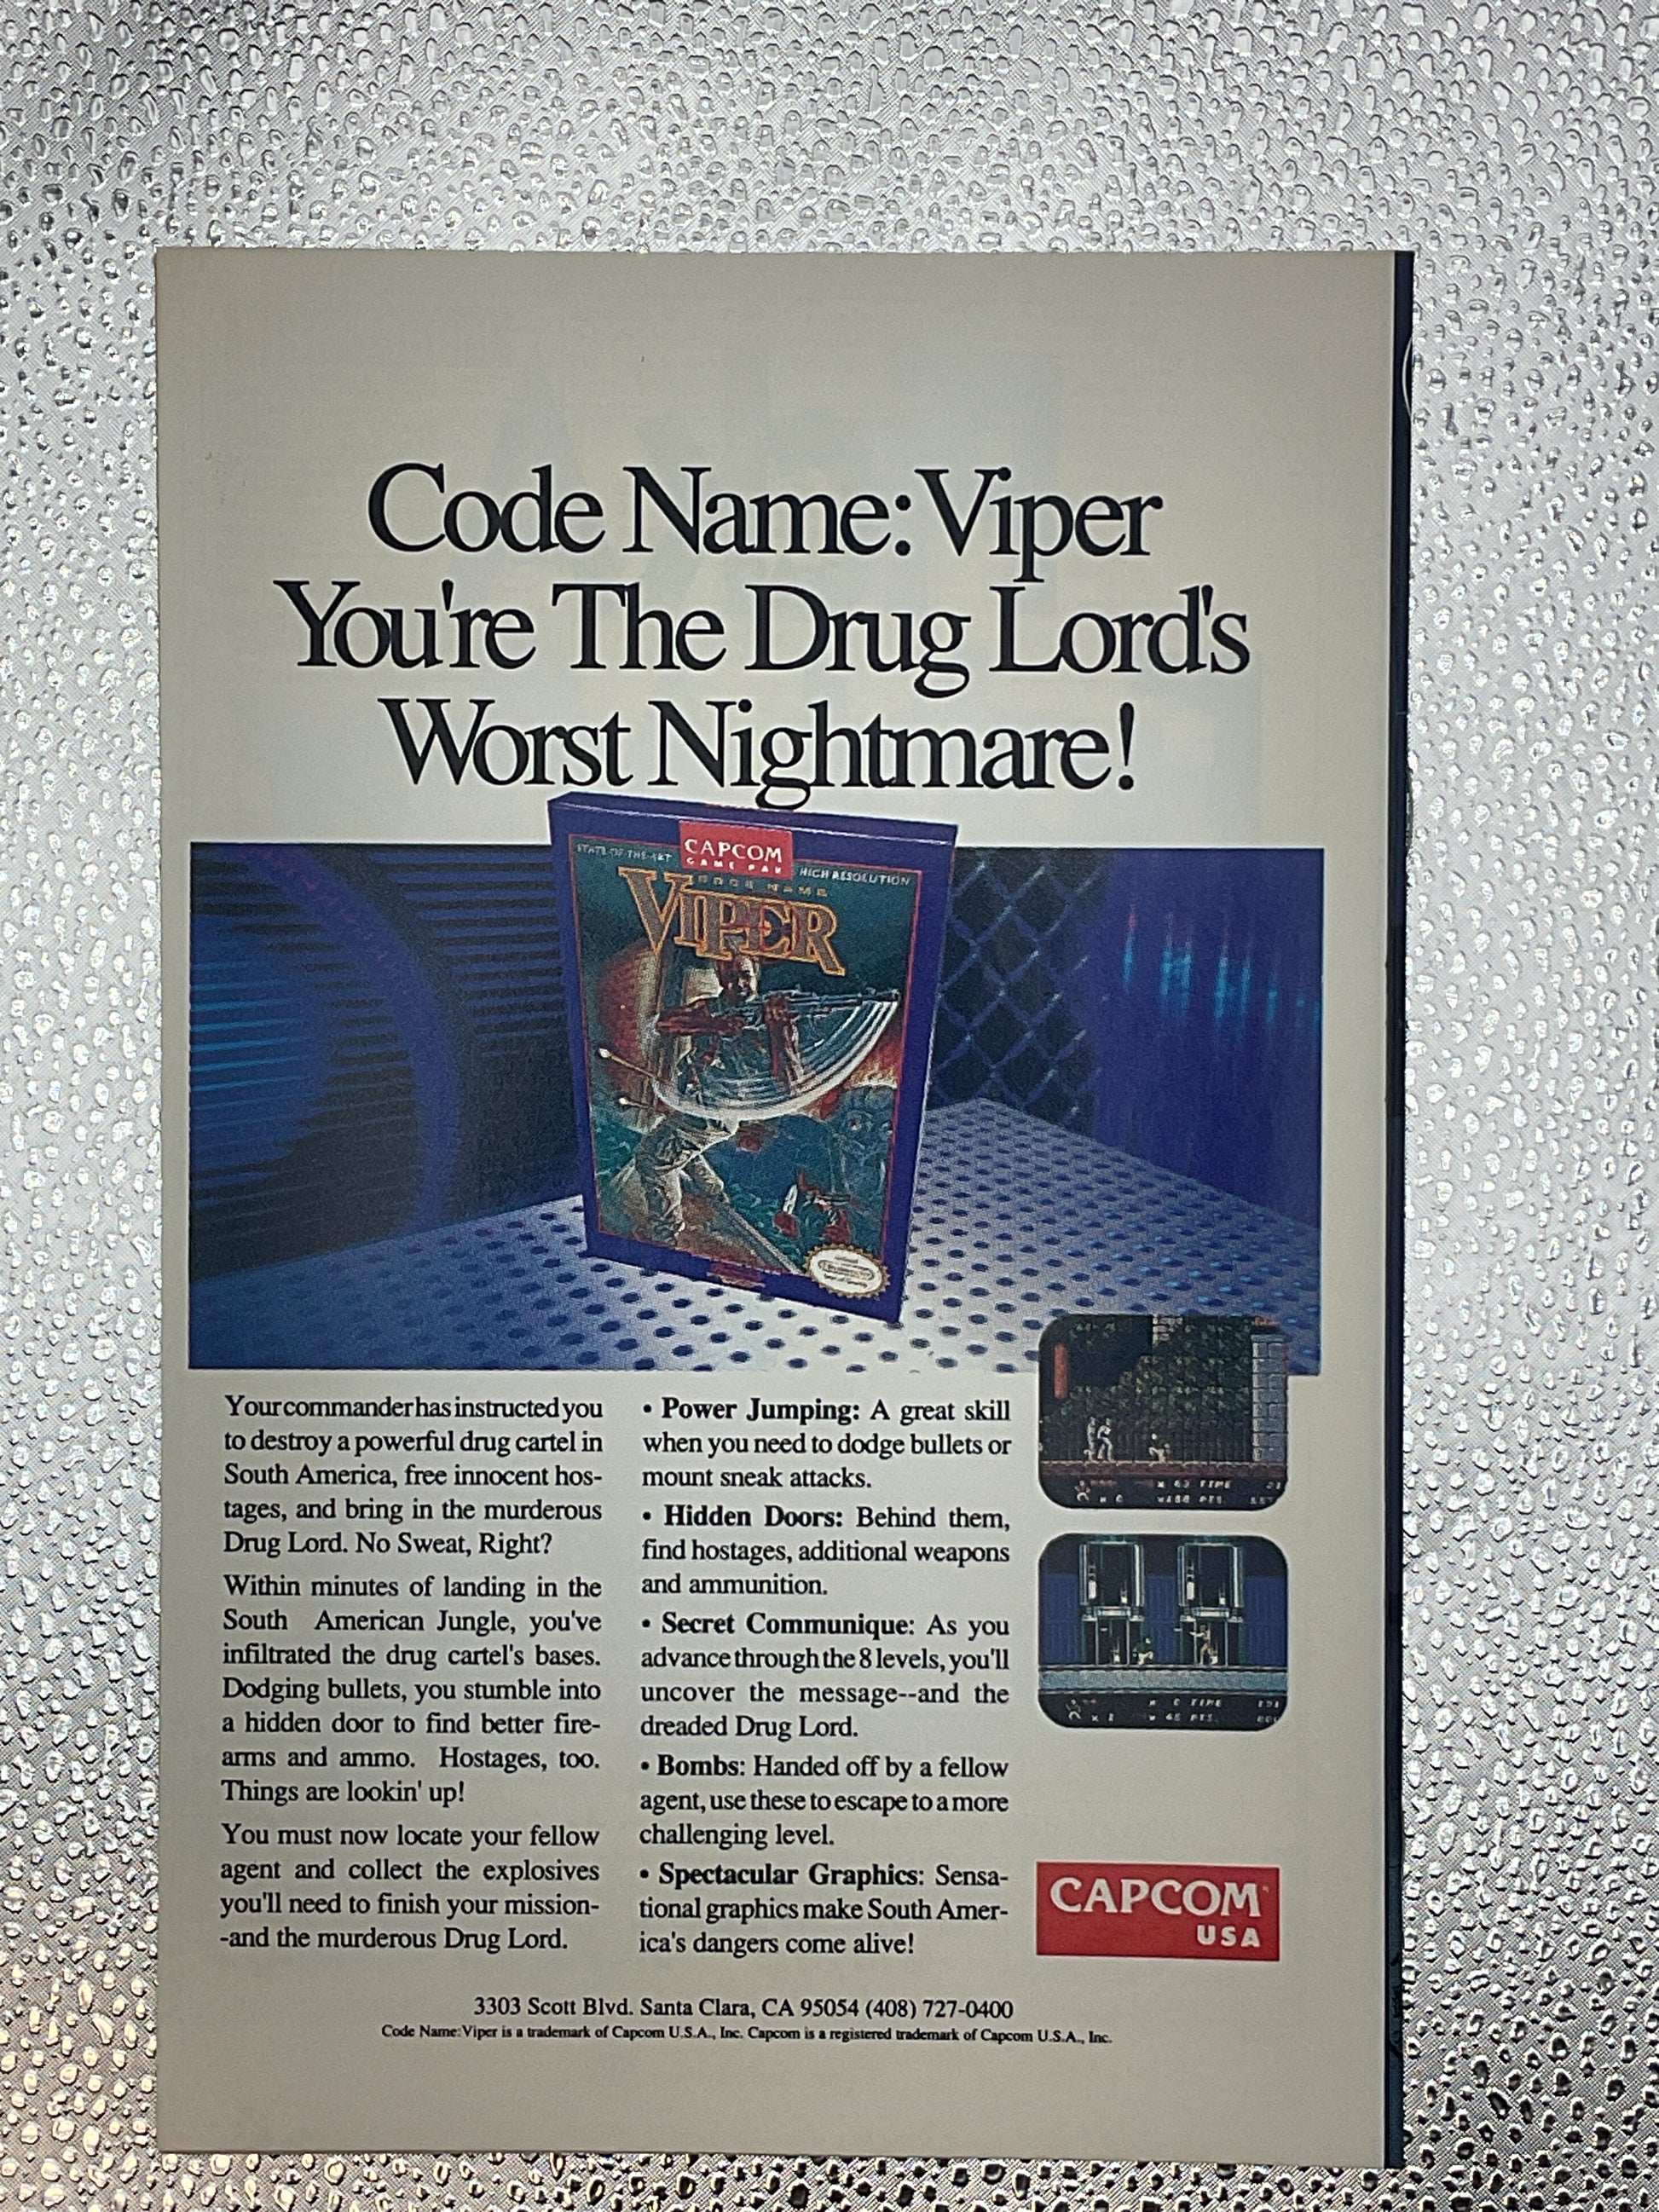 Code Name: Viper
You're The Drug Lord's
Worst Nightmare!
STATE OF THE ART
CAPCOM
GAME PAK
HIGH RESOLUTION
CODE NAME
VIPER
Your commander has instructed you
to destroy a powerful drug cartel in
South America, free innocent hos-
tages, and bring in the murderous
Drug Lord. No Sweat, Right?
Within minutes of landing in the
South American Jungle, you've
infiltrated the drug cartel's bases.
Dodging bullets, you stumble into
a hidden door to find better fire-
arms and ammo. Hostages, too.
Things are lookin' up!
You must now locate your fellow
agent and collect the explosives
you'll need to finish your mission-
-and the murderous Drug Lord.
• Power Jumping: A great skill
when you need to dodge bullets or
mount sneak attacks.
• Hidden Doors: Behind them,
find hostages, additional weapons
and ammunition.
• Secret Communique: As you
advance through the 8 levels, you'll
uncover the message--and the
dreaded Drug Lord.
• Bombs: Handed off by a fellow
agent, use these to escape to a more
challenging level.
• Spectacular Graphics: Sensa-
tional graphics make South Amer-
ica's dangers come alive!
TIME
PTS
TIME
PTS.
CAPCOM
USA
3303 Scott Blvd. Santa Clara, CA 95054 (408) 727-0400
Code Name: Viper is a trademark of Capcom U.S.A., Inc. Capcom is a registered trademark of Capcom U.S.A., Inc.